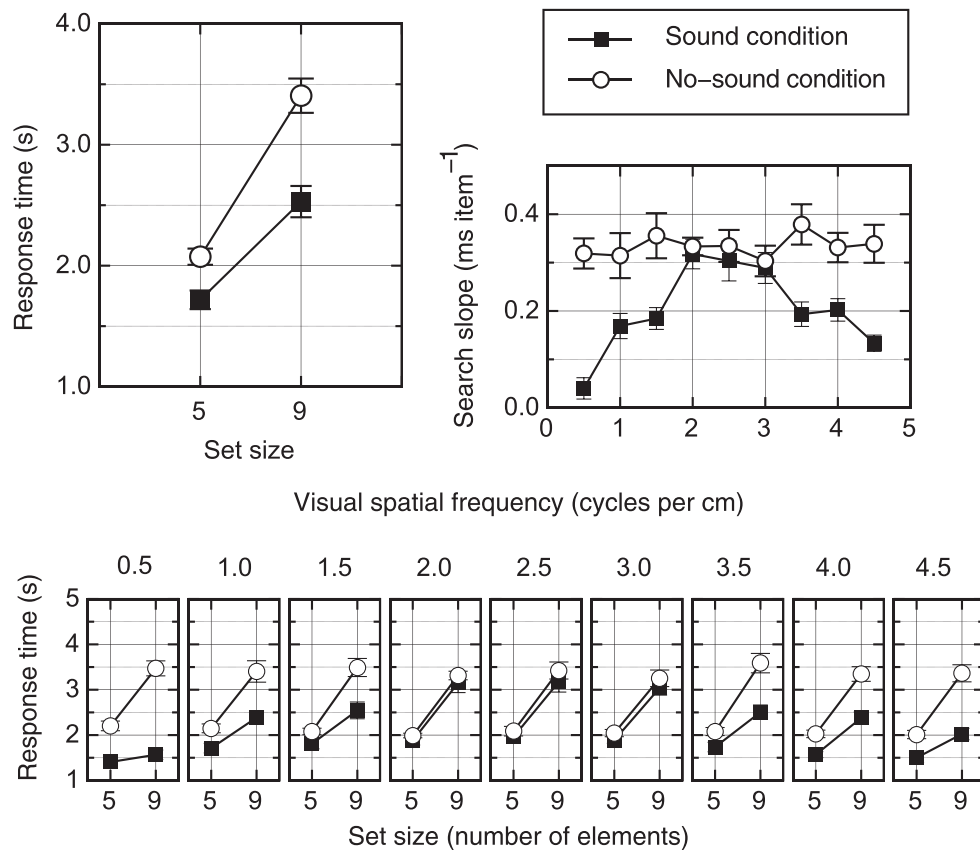 4.0
3.0
2.0
1.0
Response time (s)
5 9
Set size
Sound condition
No–sound condition
Search slope (ms item⁻¹)
0.4
0.2
0.0
0 1 2 3 4 5
Visual spatial frequency (cycles per cm)
0.5 1.0 1.5 2.0 2.5 3.0 3.5 4.0 4.5
Response time (s)
5
4
3
2
1
5 9 5 9 5 9 5 9 5 9 5 9 5 9 5 9 5 9
Set size (number of elements)